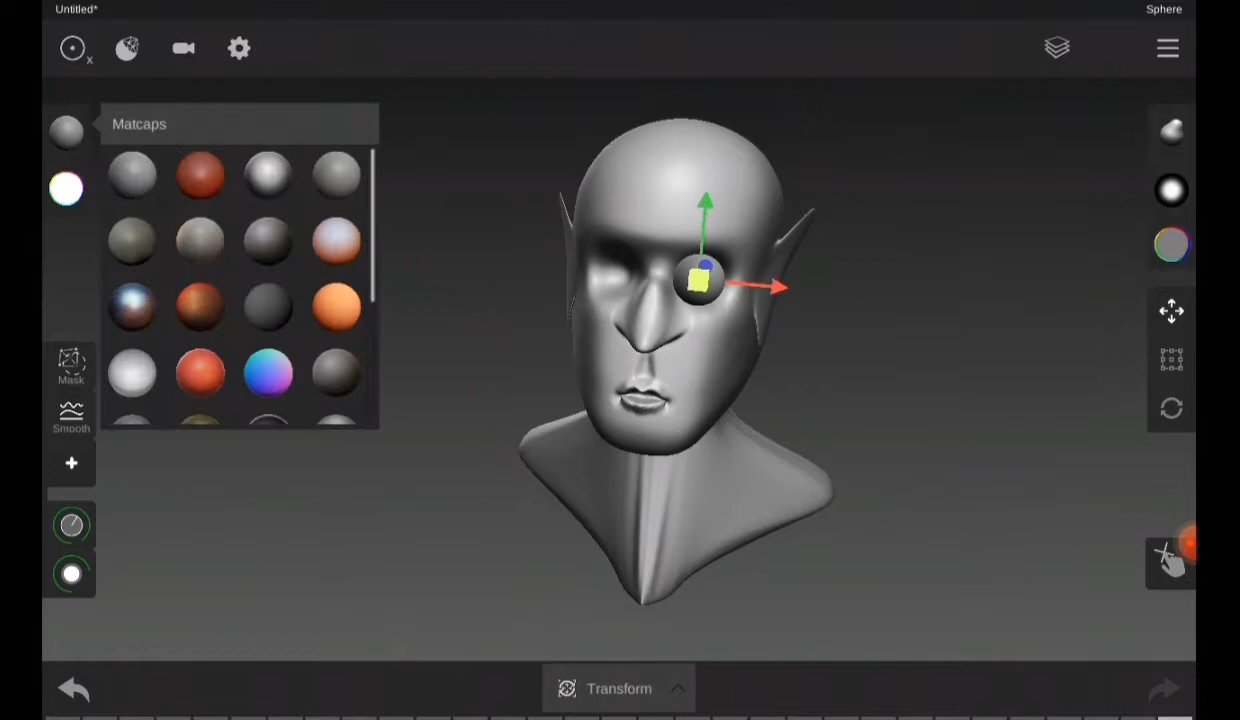 Untitled*
Sphere
x
Matcaps
Mask
Smooth
Transform